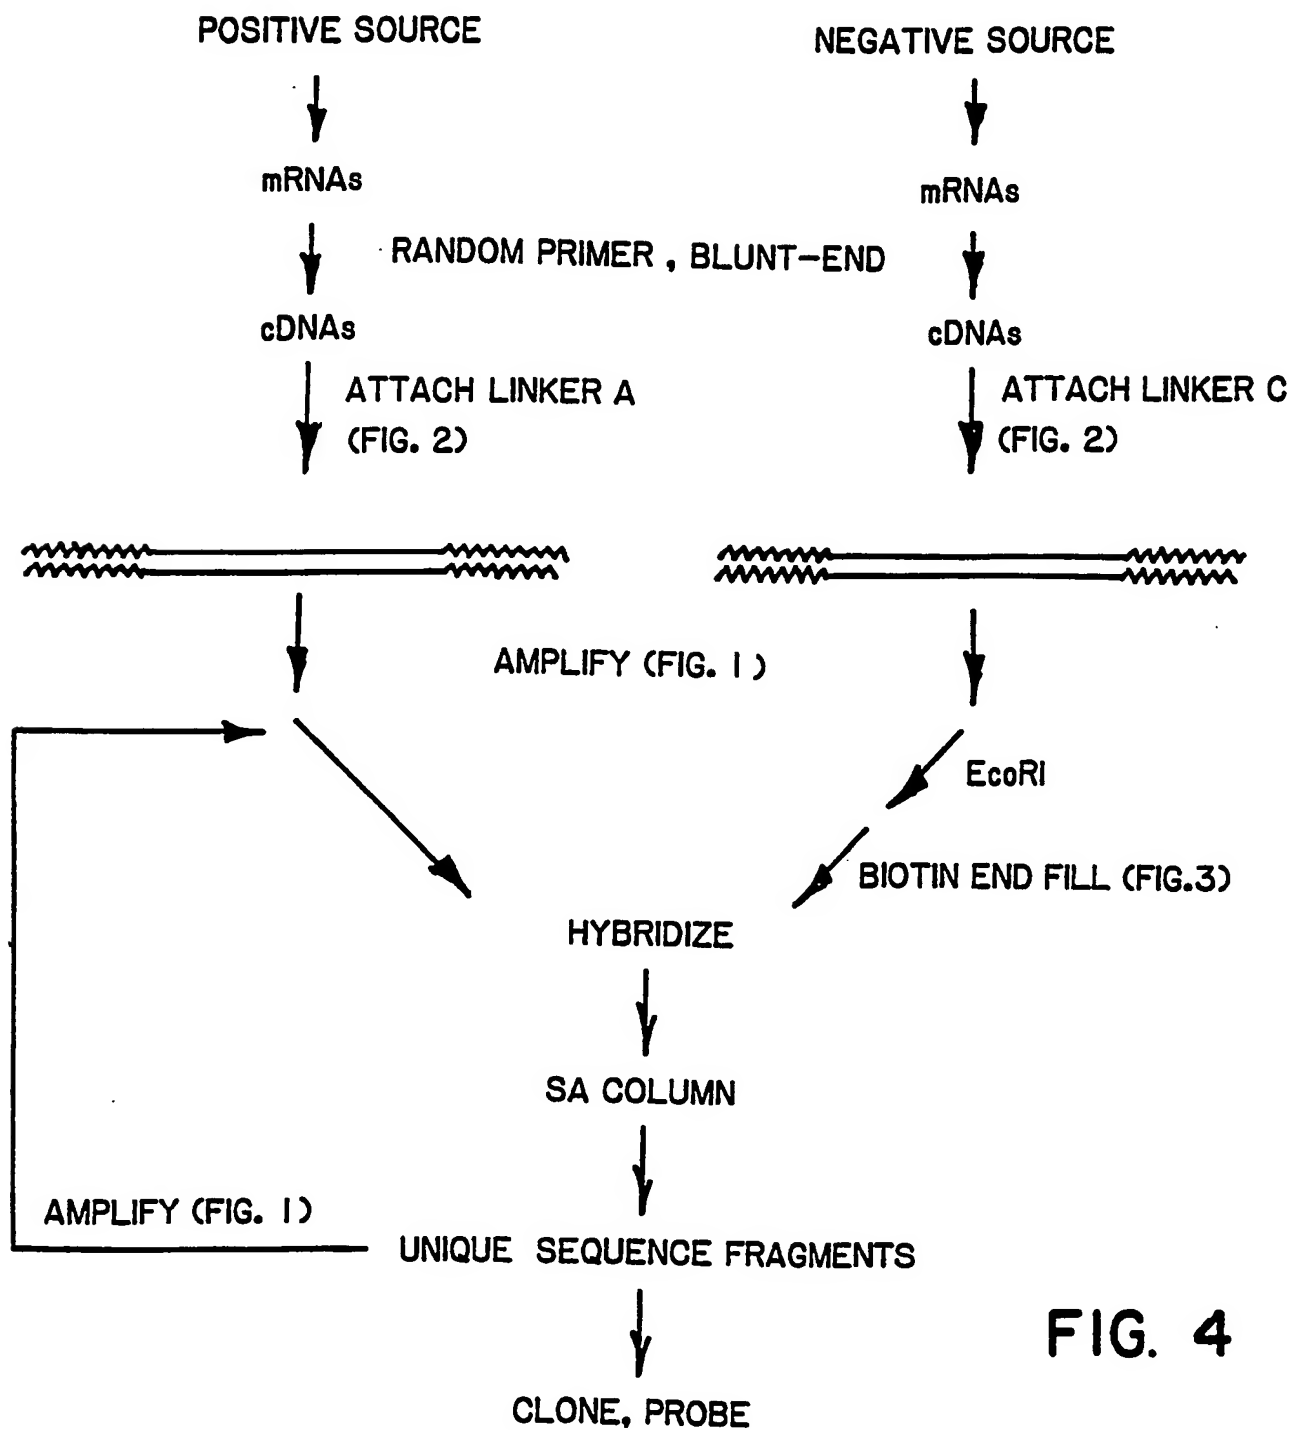 POSITIVE SOURCE
NEGATIVE SOURCE
mRNAs
mRNAs
RANDOM PRIMER, BLUNT-END
cDNAs
cDNAs
ATTACH LINKER A
(FIG. 2)
ATTACH LINKER C
(FIG. 2)
AMPLIFY (FIG. 1)
EcoRI
BIOTIN END FILL (FIG.3)
HYBRIDIZE
SA COLUMN
AMPLIFY (FIG. 1)
UNIQUE SEQUENCE FRAGMENTS
FIG. 4
CLONE, PROBE